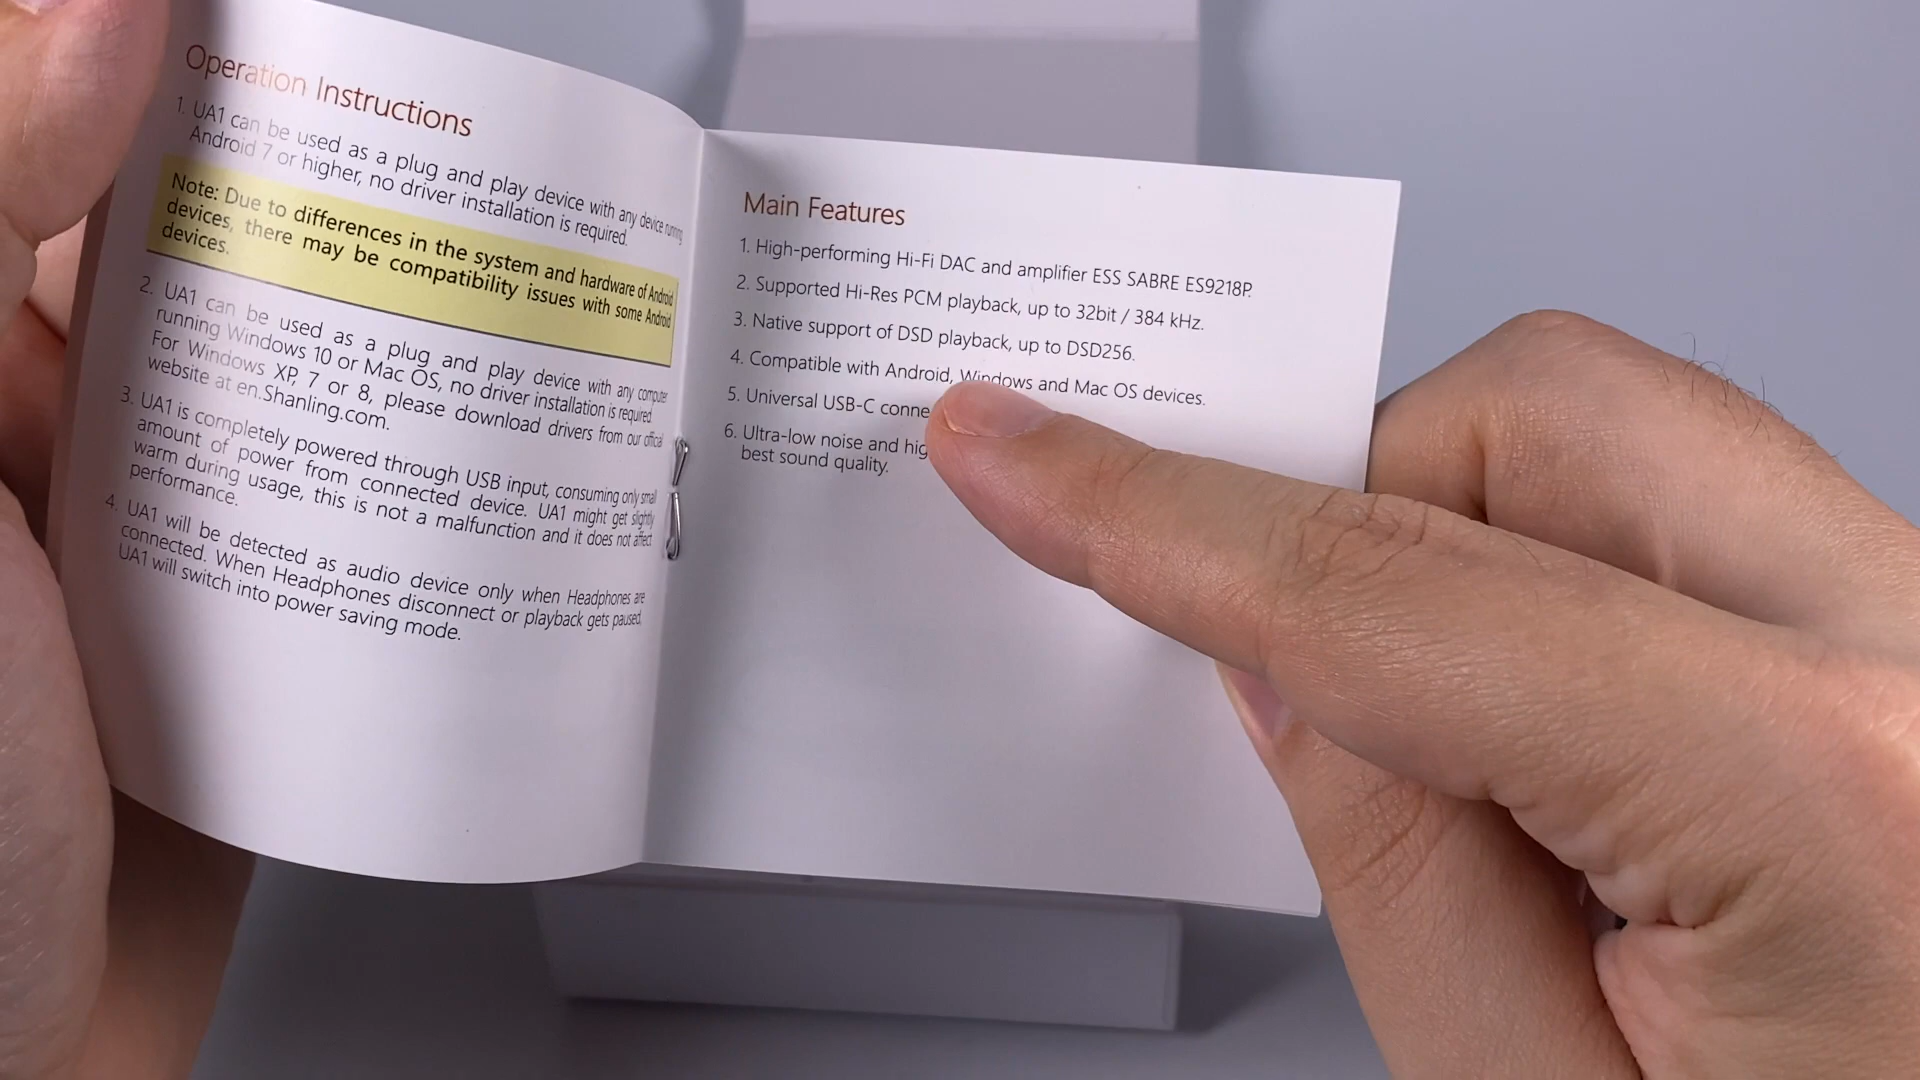 Operation Instructions
1. UA1 can be used as a plug and play device with any device running
Android 7 or higher, no driver installation is required.
Note: Due to differences in the system and hardware of Android
devices, there may be compatibility issues with some Android
devices.
2. UA1 can be used as a plug and play device with any computer
running Windows 10 or Mac OS, no driver installation is required.
For Windows XP, 7 or 8, please download drivers from our official
website at en.Shanling.com.
3. UA1 is completely powered through USB input, consuming only small
amount of power from connected device. UA1 might get slightly
warm during usage, this is not a malfunction and it does not affect
performance.
4. UA1 will be detected as audio device only when Headphones are
connected. When Headphones disconnect or playback gets paused,
UA1 will switch into power saving mode.
Main Features
1. High-performing Hi-Fi DAC and amplifier ESS SABRE ES9218P.
2. Supported Hi-Res PCM playback, up to 32bit / 384 kHz.
3. Native support of DSD playback, up to DSD256.
4. Compatible with Android, Windows and Mac OS devices.
5. Universal USB-C
6. Ultra-low noise and
best sound quality.